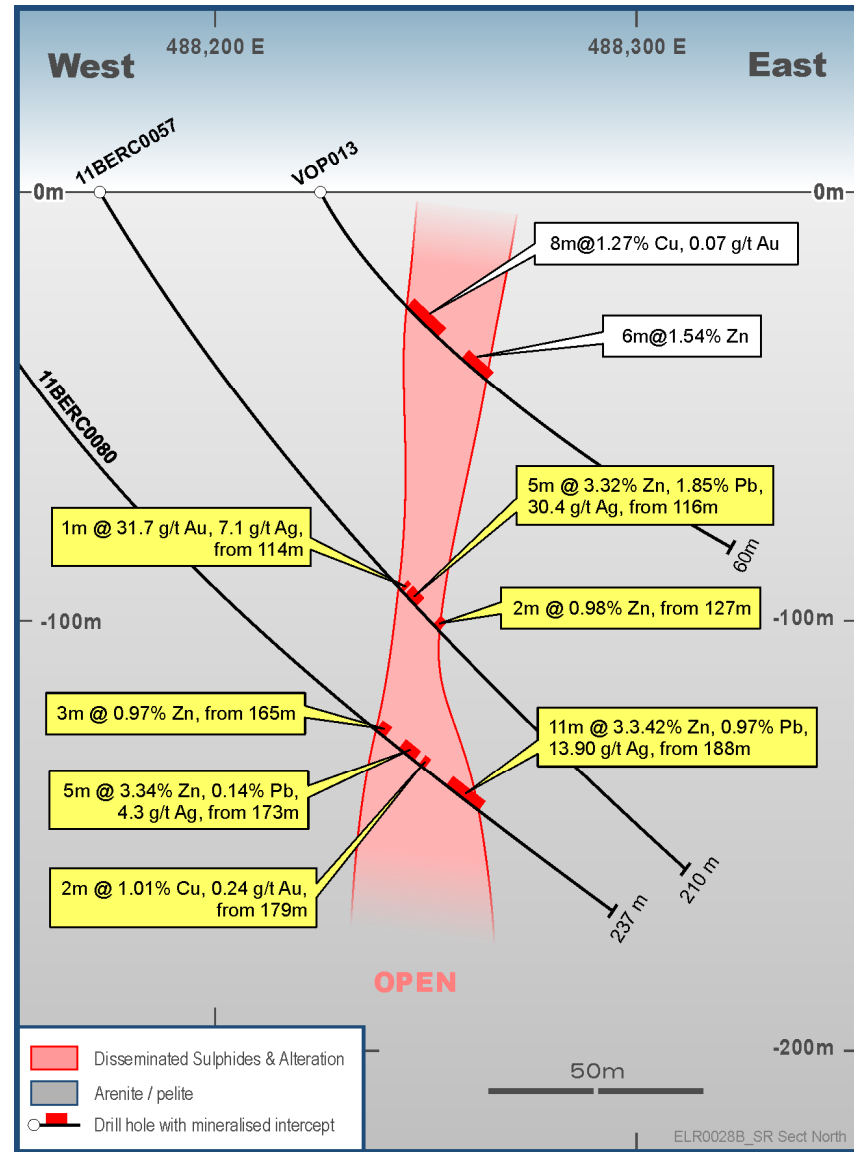 488,200 E
488,300 E
West
East
11BERC0057
VOP013
0m
0m
8m@1.27% Cu, 0.07 g/t Au
6m@1.54% Zn
11BERC0080
5m @ 3.32% Zn, 1.85% Pb,
30.4 g/t Ag, from 116m
1m @ 31.7 g/t Au, 7.1 g/t Ag,
from 114m
60m
2m @ 0.98% Zn, from 127m
-100m
-100m
3m @ 0.97% Zn, from 165m
11m @ 3.3.42% Zn, 0.97% Pb,
13.90 g/t Ag, from 188m
5m @ 3.34% Zn, 0.14% Pb,
4.3 g/t Ag, from 173m
2m @ 1.01% Cu, 0.24 g/t Au,
from 179m
210 m
237 m
OPEN
-200m
50m
Disseminated Sulphides & Alteration
Arenite / pelite
Drill hole with mineralised intercept
ELR0028B_SR Sect North